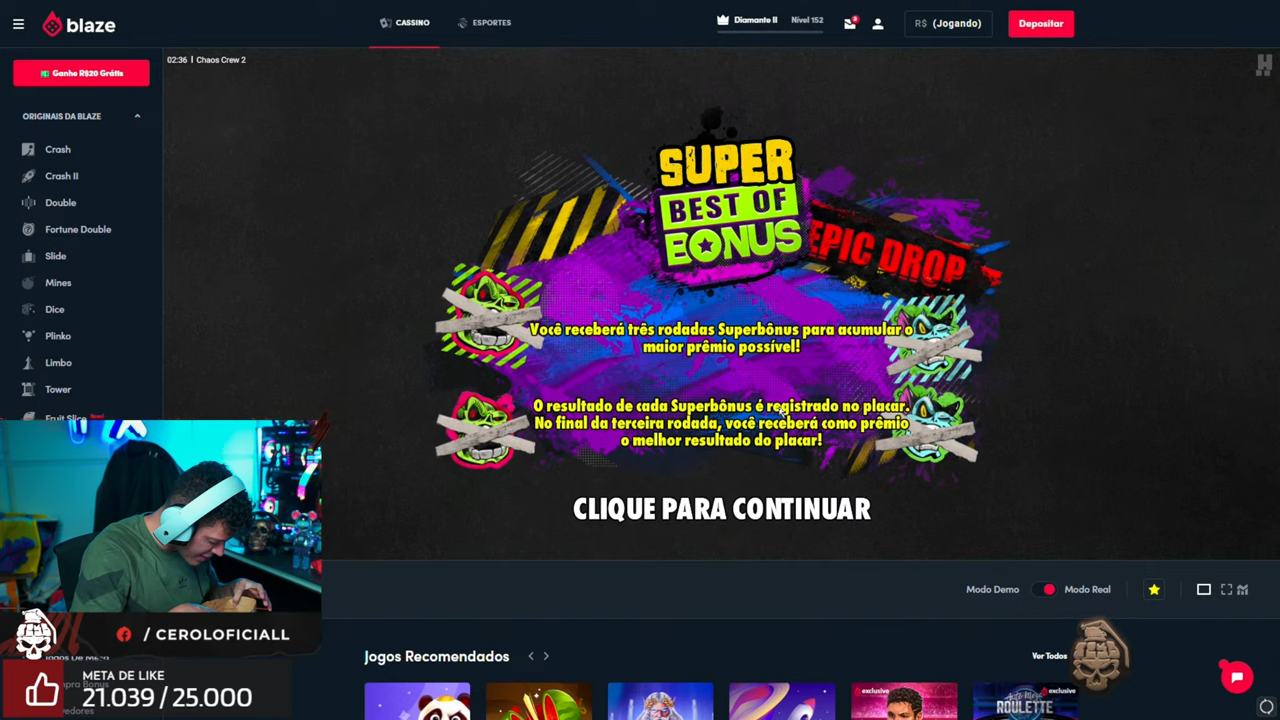 blaze
CASSINO
ESPORTES
Diamante II
Nível 152
3
R$ (Jogando)
Depositar
Ganhe R$20 Grátis
02:36 | Chaos Crew 2
ORIGINAIS DA BLAZE
Crash
Crash II
Double
Fortune Double
Slide
Mines
Dice
Plinko
Limbo
Tower
SUPER
BEST OF
BONUS
EPIC DROP
Você receberá três rodadas Superbônus para acumular o
maior prêmio possível!
O resultado de cada Superbônus é registrado no placar.
No final da terceira rodada, você receberá como prêmio
o melhor resultado do placar!
CLIQUE PARA CONTINUAR
Modo Demo
Modo Real
/ CEROLOFICIALL
META DE LIKE
21.039 / 25.000
Jogos Recomendados
Ver Todos
exclusive
exclusive
ROULETTE